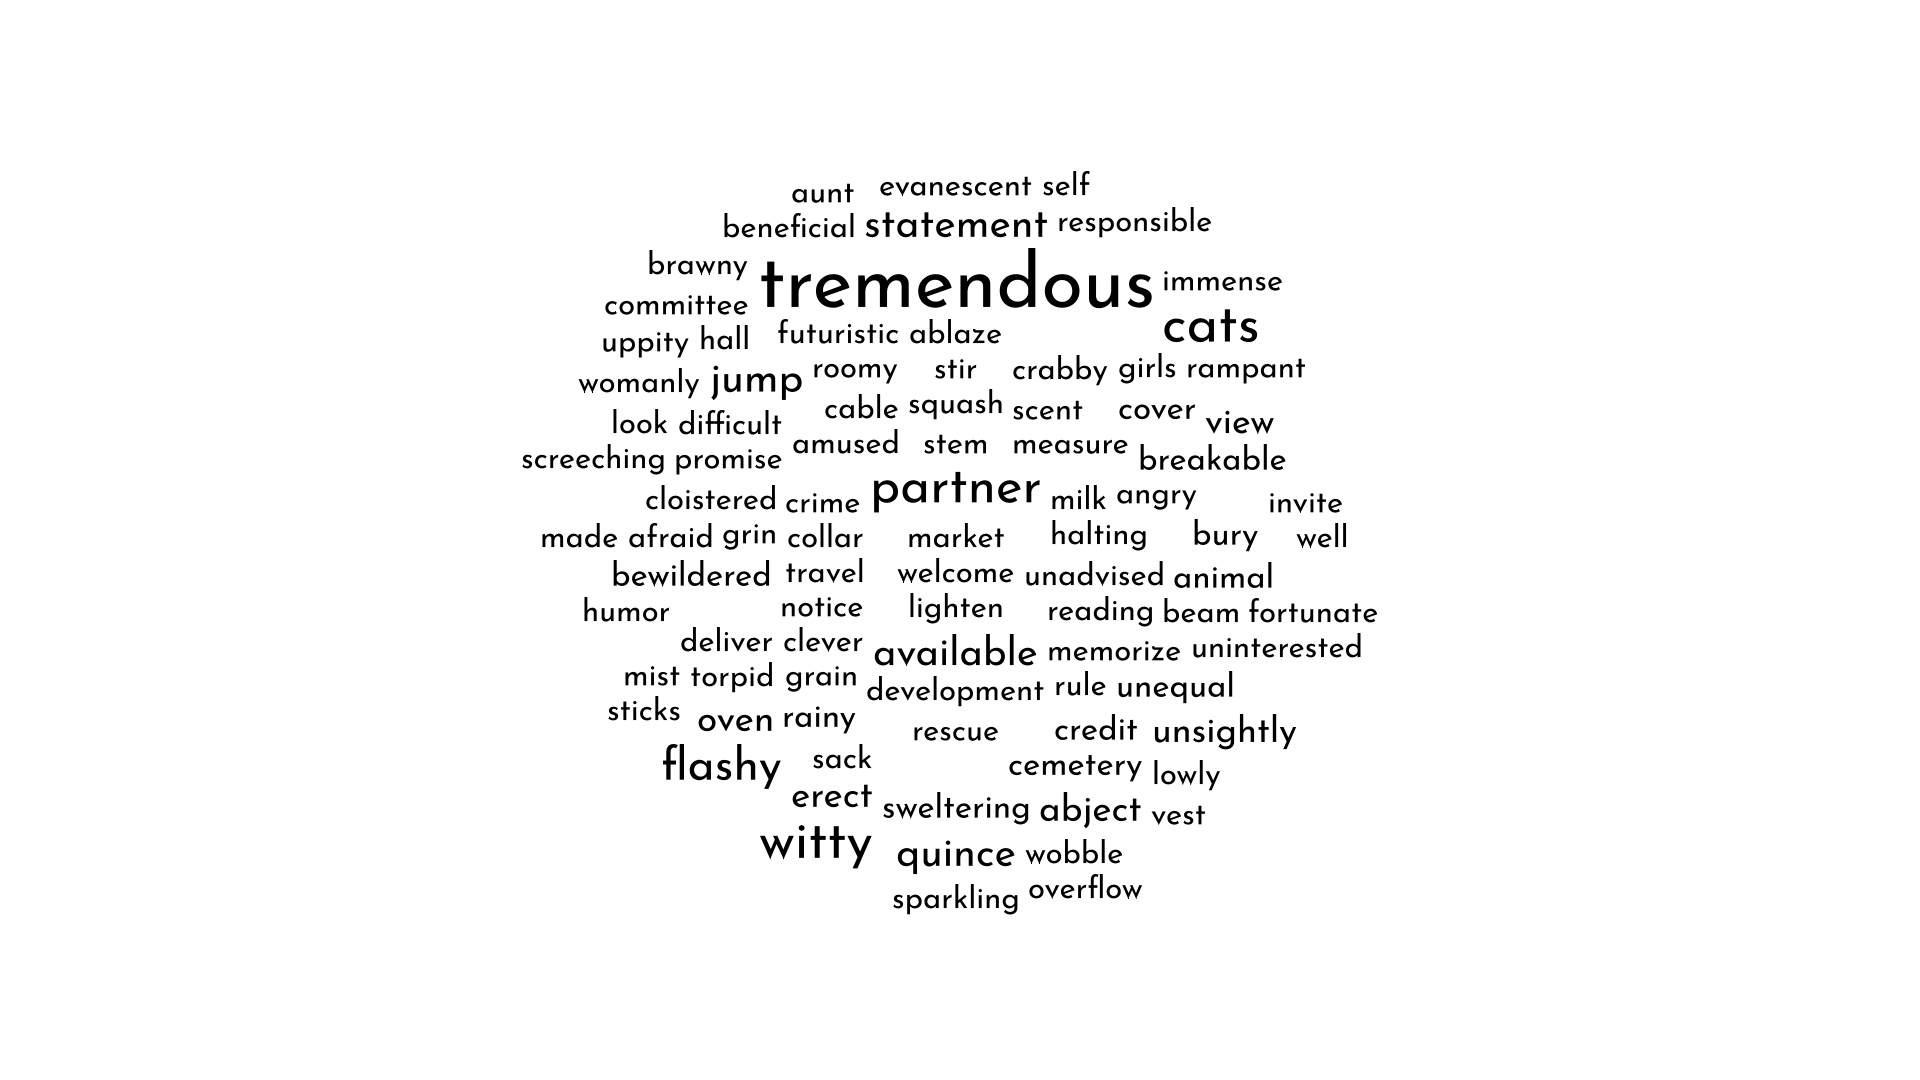 aunt evanescent self
beneficial statement responsible
brawny tremendous immense
committee cats
uppity hall futuristic ablaze
womanly jump roomy stir crabby girls rampant
look difficult cable squash scent cover view
screeching promise amused stem measure breakable
cloistered crime partner milk angry invite
made afraid grin collar market halting bury well
bewildered travel welcome unadvised animal
humor notice lighten reading beam fortunate
deliver clever available memorize uninterested
mist torpid grain development rule unequal
sticks oven rainy rescue credit unsightly
flashy sack cemetery lowly
erect sweltering abject vest
witty quince wobble
sparkling overflow